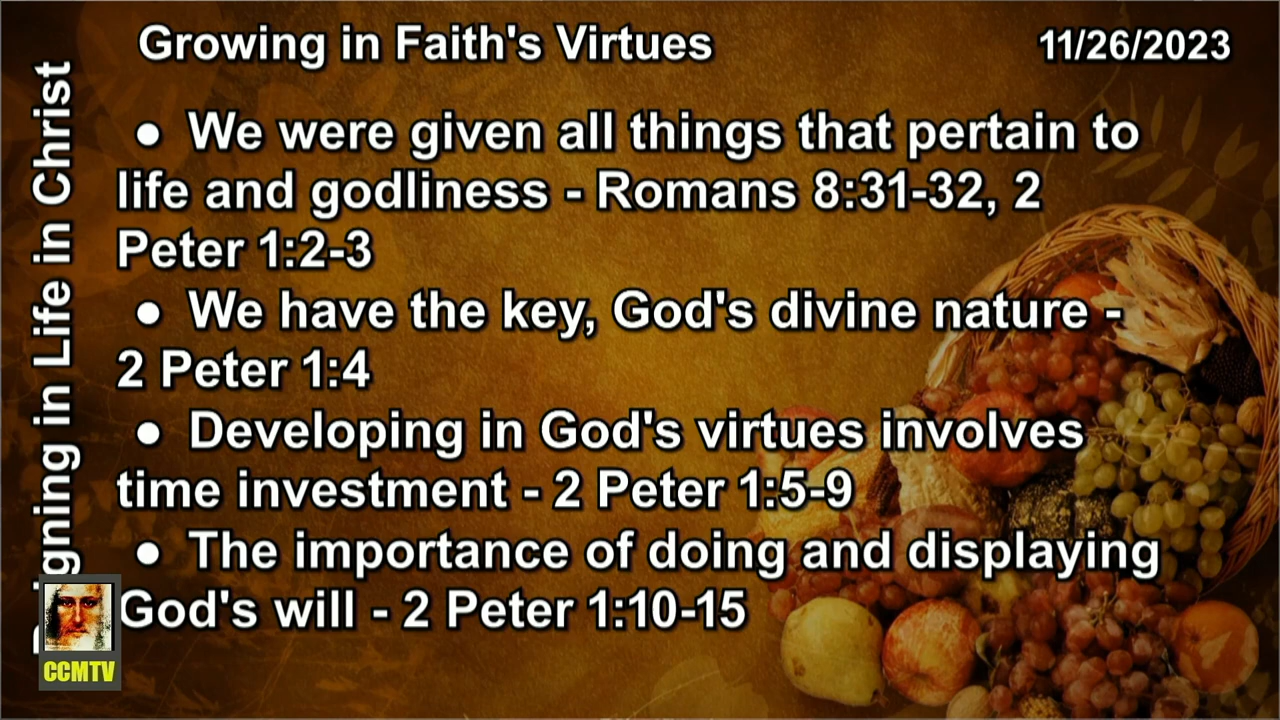 Growing in Faith's Virtues
11/26/2023
● We were given all things that pertain to
life and godliness - Romans 8:31-32, 2
Peter 1:2-3
● We have the key, God's divine nature -
2 Peter 1:4
● Developing in God's virtues involves
time investment - 2 Peter 1:5-9
● The importance of doing and displaying
God's will - 2 Peter 1:10-15
in Life in Christ
CCMTV